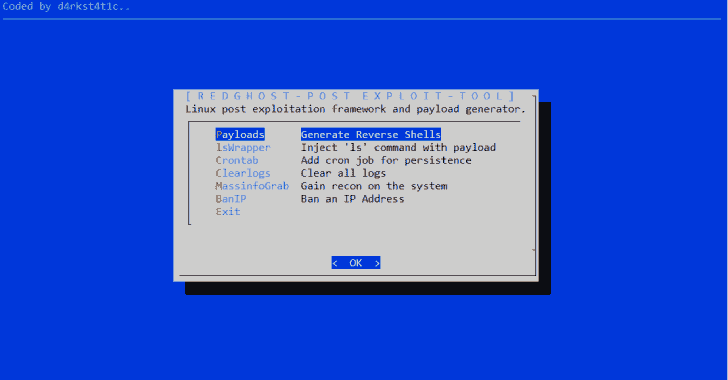 Coded by d4rkst4t1c..
[ R E D G H O S T - P O S T  E X P L O I T - T O O L ]
Linux post exploitation framework and payload generator.
Payloads Generate Reverse Shells
lsWrapper Inject 'ls' command with payload
Crontab Add cron job for persistence
Clearlogs Clear all logs
MassinfoGrab Gain recon on the system
BanIP Ban an IP Address
Exit
< OK >